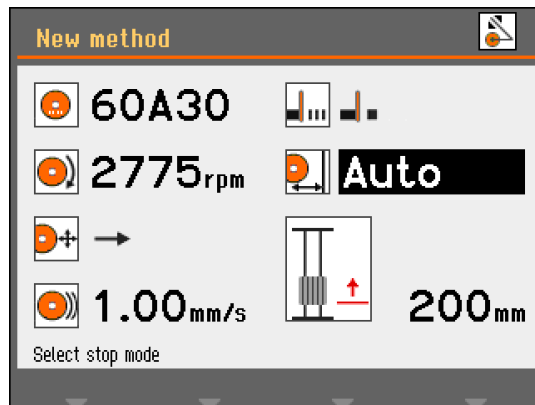 New method
60A30
2775rpm
Auto
1.00mm/s
200mm
Select stop mode